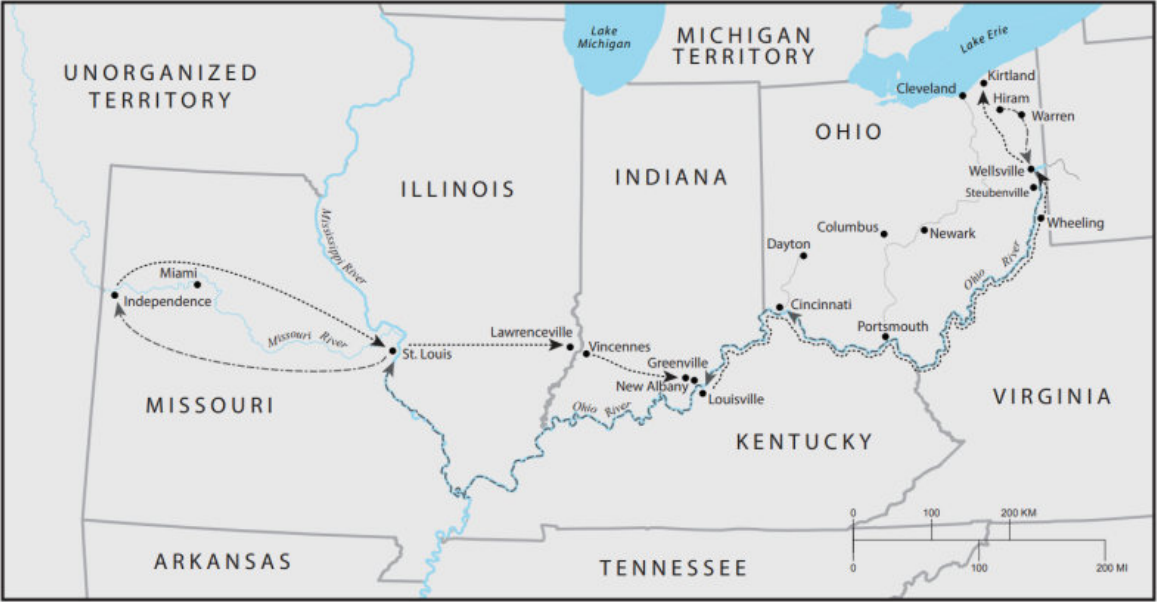 Lake
Michigan
MICHIGAN
TERRITORY
Lake Erie
UNORGANIZED
TERRITORY
Kirtland
Cleveland
Hiram
Warren
OHIO
ILLINOIS
INDIANA
Wellsville
Steubenville
Mississippi River
Columbus
Newark
Wheeling
Dayton
Ohio River
Miami
Independence
Cincinnati
Missouri River
St. Louis
Lawrenceville
Vincennes
Portsmouth
Greenville
New Albany
Louisville
Ohio River
MISSOURI
VIRGINIA
KENTUCKY
ARKANSAS
TENNESSEE
0 100 200 KM
0 100 200 MI